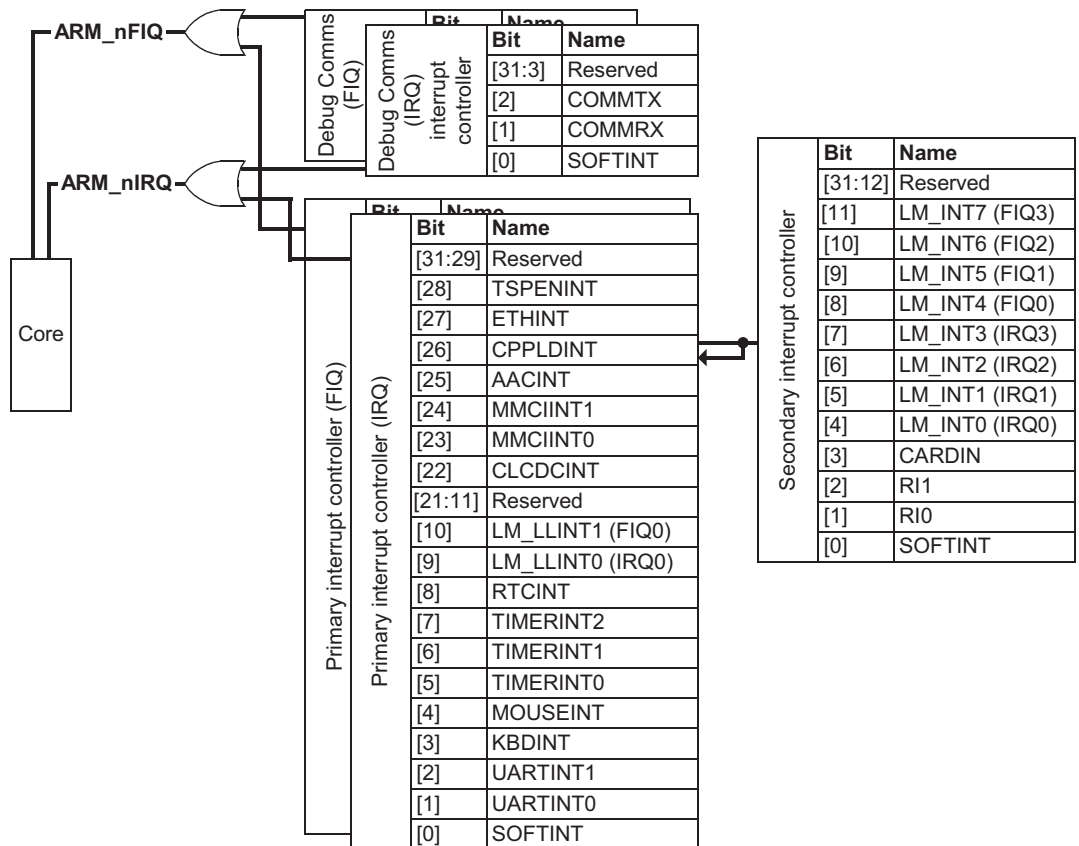 ARM_nFIQ
ARM_nIRQ
Core
Debug Comms
(FIQ)
Bit Name
Debug Comms
(IRQ)
interrupt
controller
Bit Name
[31:3] Reserved
[2] COMMTX
[1] COMMRX
[0] SOFTINT
Primary interrupt controller (FIQ)
Bit Name
Primary interrupt controller (IRQ)
Bit Name
[31:29] Reserved
[28] TSPENINT
[27] ETHINT
[26] CPPLDINT
[25] AACINT
[24] MMCIINT1
[23] MMCIINT0
[22] CLCDCINT
[21:11] Reserved
[10] LM_LLINT1 (FIQ0)
[9] LM_LLINT0 (IRQ0)
[8] RTCINT
[7] TIMERINT2
[6] TIMERINT1
[5] TIMERINT0
[4] MOUSEINT
[3] KBDINT
[2] UARTINT1
[1] UARTINT0
[0] SOFTINT
Secondary interrupt controller
Bit Name
[31:12] Reserved
[11] LM_INT7 (FIQ3)
[10] LM_INT6 (FIQ2)
[9] LM_INT5 (FIQ1)
[8] LM_INT4 (FIQ0)
[7] LM_INT3 (IRQ3)
[6] LM_INT2 (IRQ2)
[5] LM_INT1 (IRQ1)
[4] LM_INT0 (IRQ0)
[3] CARDIN
[2] RI1
[1] RI0
[0] SOFTINT